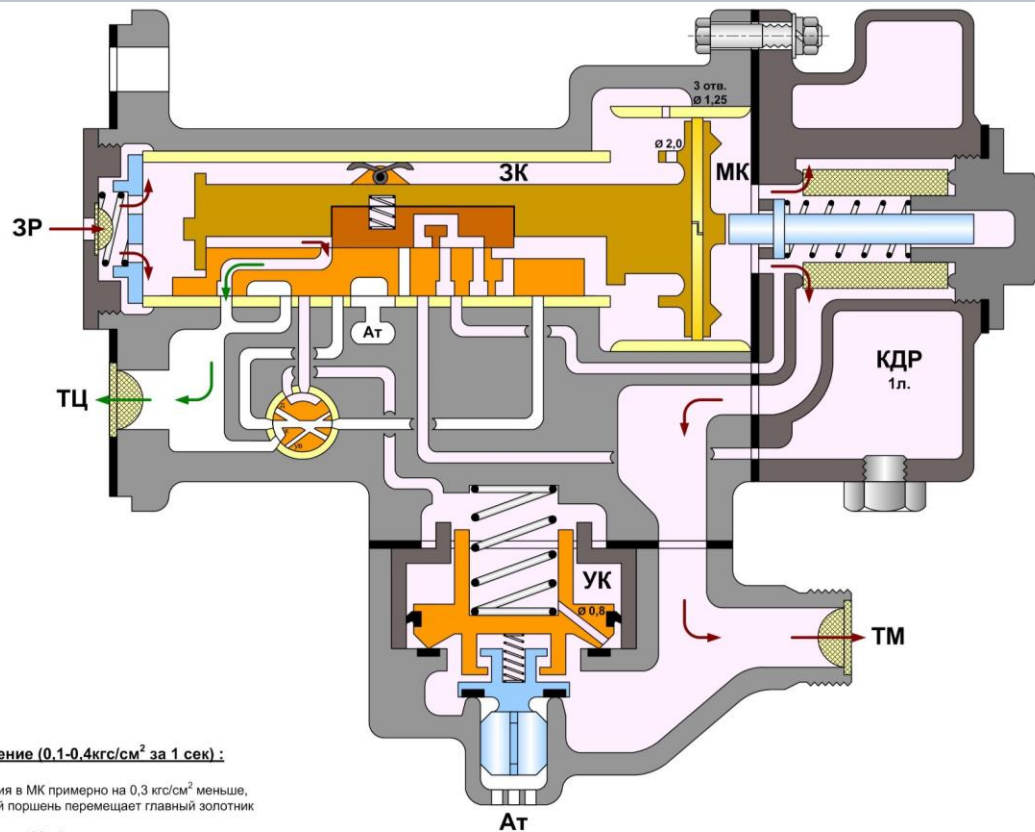 3 отв.
Ø 1,25
Ø 2,0
ЗК
МК
ЗР
Ат
КДР
1л.
ТЦ
ув
УК
Ø 0,8
ТМ
ение (0,1-0,4кгс/см² за 1 сек) :
ия в МК примерно на 0,3 кгс/см² меньше,
й поршень перемещает главный золотник
Ат